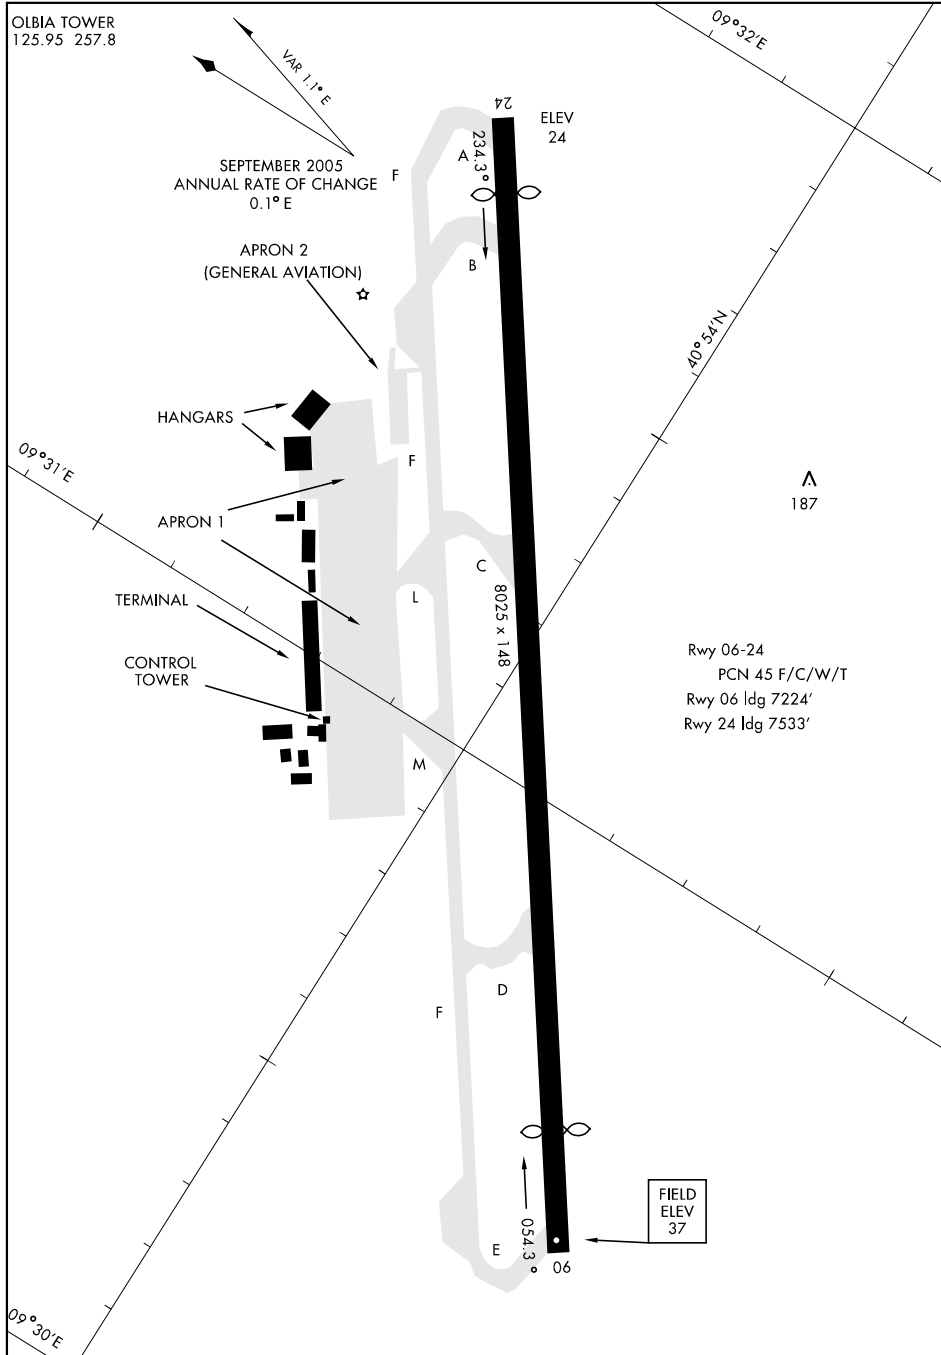 OLBIA TOWER
125.95 257.8
09°32'E
VAR 1.1° E
24
ELEV
24
234.3°
A
F
SEPTEMBER 2005
ANNUAL RATE OF CHANGE
0.1° E
APRON 2
(GENERAL AVIATION)
B
40°54'N
HANGARS
09°31'E
F
187
APRON 1
C
L
8025 x 148
TERMINAL
CONTROL
TOWER
Rwy 06-24
PCN 45 F/C/W/T
Rwy 06 ldg 7224'
Rwy 24 ldg 7533'
M
D
F
FIELD
ELEV
37
054.3°
E
06
09°30'E